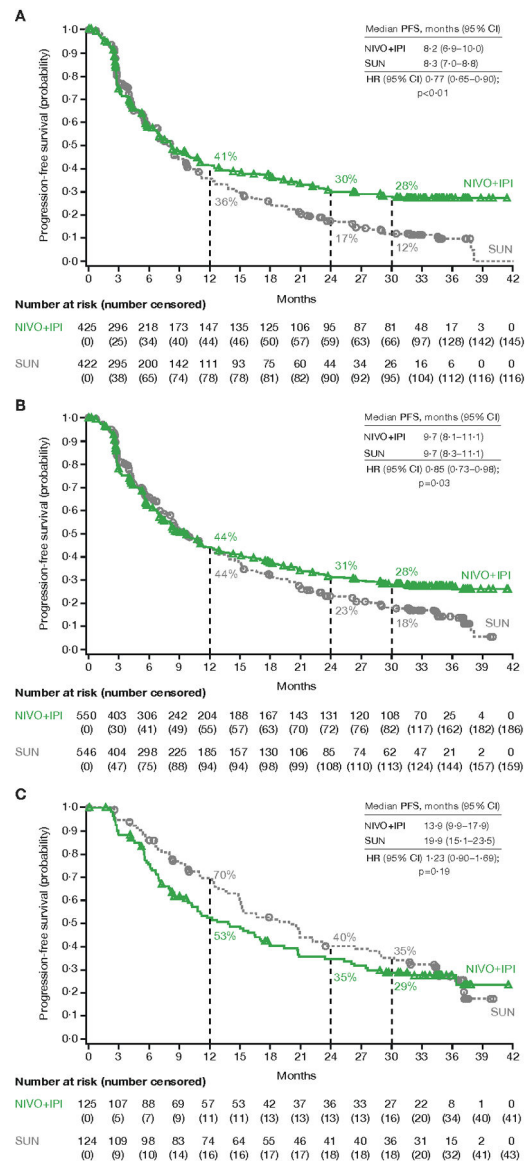 A
Median PFS, months (95% CI)
NIVO+IPI 8·2 (6·9–10·0)
SUN 8·3 (7·0–8·8)
HR (95% CI) 0·77 (0·65–0·90);
p<0·01
Progression-free survival (probability)
1·0
0·9
0·8
0·7
0·6
0·5
0·4
0·3
0·2
0·1
0·0
41%
36%
30%
17%
28%
12%
NIVO+IPI
SUN
0 3 6 9 12 15 18 21 24 27 30 33 36 39 42
Months
Number at risk (number censored)
NIVO+IPI 425 296 218 173 147 135 125 106 95 87 81 48 17 3 0
(0) (25) (34) (40) (44) (46) (50) (57) (59) (63) (66) (97) (128) (142) (145)
SUN 422 295 200 142 111 93 75 60 44 34 26 16 6 0 0
(0) (38) (65) (74) (78) (78) (81) (82) (90) (92) (95) (104) (112) (116) (116)
B
Median PFS, months (95% CI)
NIVO+IPI 9·7 (8·1–11·1)
SUN 9·7 (8·3–11·1)
HR (95% CI) 0·85 (0·73–0·98);
p=0·03
Progression-free survival (probability)
1·0
0·9
0·8
0·7
0·6
0·5
0·4
0·3
0·2
0·1
0·0
44%
44%
31%
23%
28%
18%
NIVO+IPI
SUN
0 3 6 9 12 15 18 21 24 27 30 33 36 39 42
Months
Number at risk (number censored)
NIVO+IPI 550 403 306 242 204 188 167 143 131 120 108 70 25 4 0
(0) (30) (41) (49) (55) (57) (63) (70) (72) (76) (82) (117) (162) (182) (186)
SUN 546 404 298 225 185 157 130 106 85 74 62 47 21 2 0
(0) (47) (75) (88) (94) (94) (98) (99) (108) (110) (113) (124) (144) (157) (159)
C
Median PFS, months (95% CI)
NIVO+IPI 13·9 (9·9–17·9)
SUN 19·9 (15·1–23·5)
HR (95% CI) 1·23 (0·90–1·69);
p=0·19
Progression-free survival (probability)
1·0
0·9
0·8
0·7
0·6
0·5
0·4
0·3
0·2
0·1
0·0
70%
53%
40%
35%
35%
29%
NIVO+IPI
SUN
0 3 6 9 12 15 18 21 24 27 30 33 36 39 42
Months
Number at risk (number censored)
NIVO+IPI 125 107 88 69 57 53 42 37 36 33 27 22 8 1 0
(0) (5) (7) (9) (11) (11) (13) (13) (13) (13) (16) (20) (34) (40) (41)
SUN 124 109 98 83 74 64 55 46 41 40 36 31 15 2 0
(0) (9) (10) (14) (16) (16) (17) (17) (18) (18) (18) (20) (32) (41) (43)